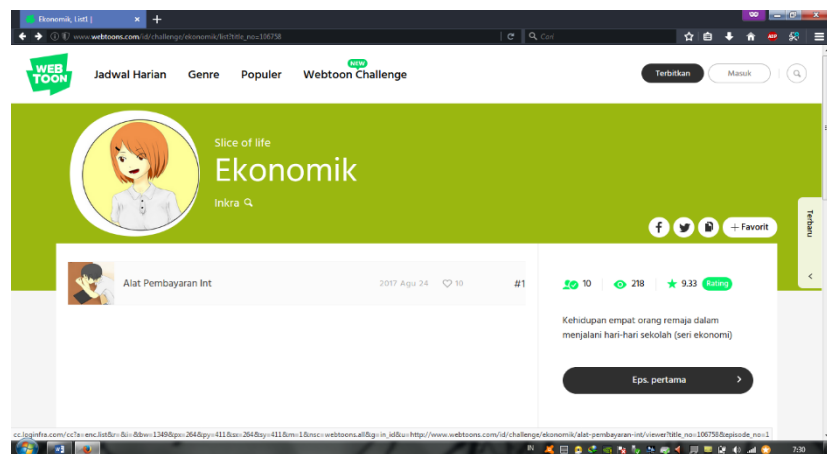 Ekonomik, List1 |
www.webtoons.com/id/challenge/ekonomik/list?title_no=106758
Cari
ABP
WEB
TOON
Jadwal Harian
Genre
Populer
NEW
Webtoon Challenge
Terbitkan
Masuk
Slice of life
Ekonomik
Inkra
+ Favorit
Terbaru
Alat Pembayaran Int
2017 Agu 24
10
#1
10
218
9.33
Rating
Kehidupan empat orang remaja dalam
menjalani hari-hari sekolah (seri ekonomi)
Eps. pertama
IN
7:30